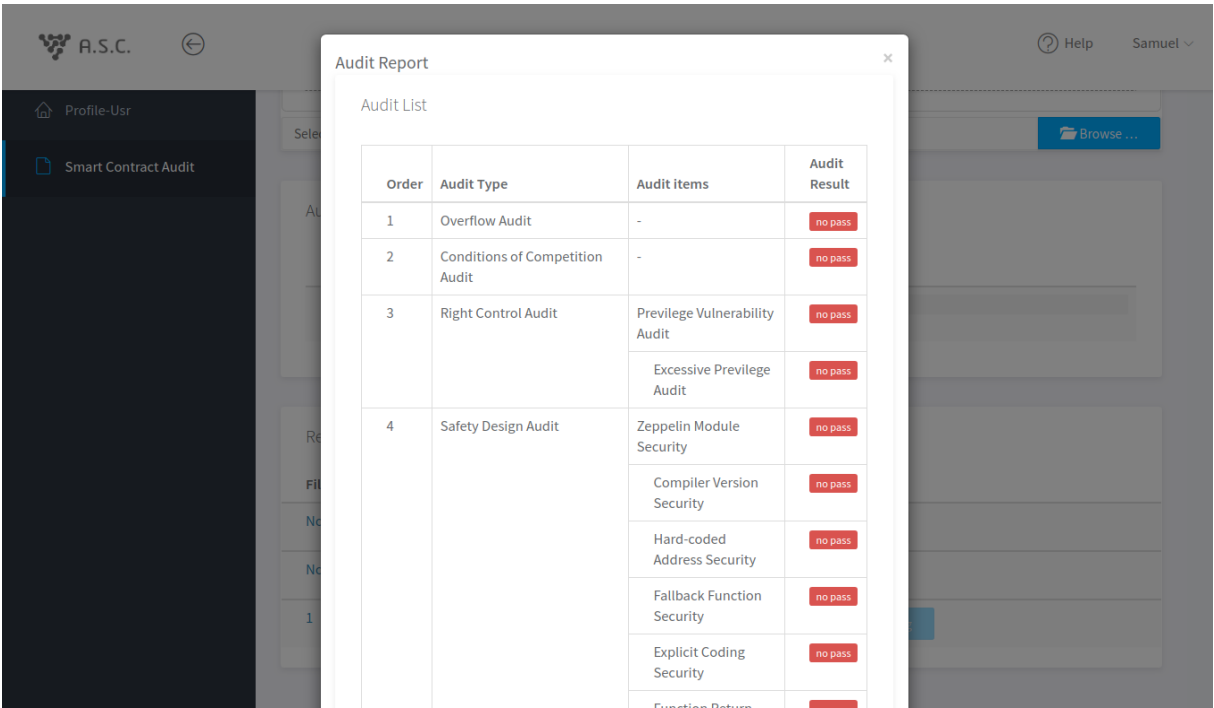 A.S.C.
Help
Samuel
Profile-Usr
Smart Contract Audit
Browse ...
Audit Report
×
Audit List
Order
Audit Type
Audit items
Audit
Result
1
Overflow Audit
-
no pass
2
Conditions of Competition
Audit
-
no pass
3
Right Control Audit
Previlege Vulnerability
Audit
no pass
Excessive Previlege
Audit
no pass
4
Safety Design Audit
Zeppelin Module
Security
no pass
Compiler Version
Security
no pass
Hard-coded
Address Security
no pass
Fallback Function
Security
no pass
Explicit Coding
Security
no pass
Function Return
1